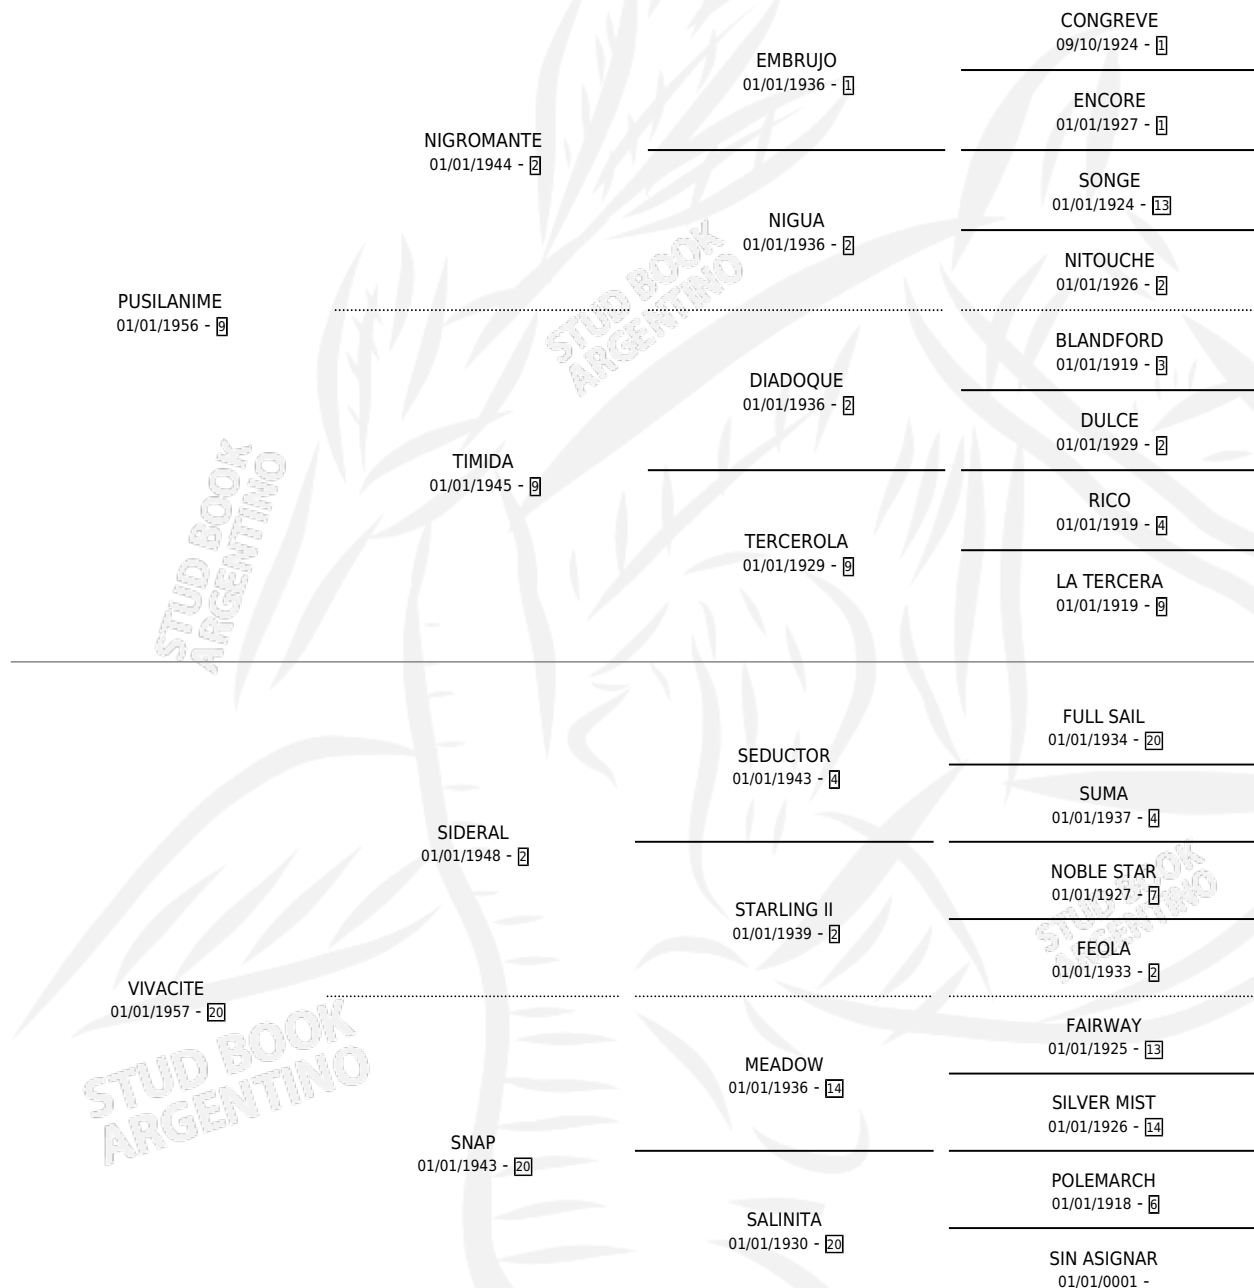 CONGREVE
09/10/1924 - 1
EMBRUJO
01/01/1936 - 1
ENCORE
01/01/1927 - 1
NIGROMANTE
01/01/1944 - 2
SONGE
01/01/1924 - 13
NIGUA
01/01/1936 - 2
NITOUCHE
01/01/1926 - 2
PUSILANIME
01/01/1956 - 9
BLANDFORD
01/01/1919 - 3
DIADOQUE
01/01/1936 - 2
DULCE
01/01/1929 - 2
TIMIDA
01/01/1945 - 9
RICO
01/01/1919 - 4
TERCEROLA
01/01/1929 - 9
LA TERCERA
01/01/1919 - 9
FULL SAIL
01/01/1934 - 20
SEDUCTOR
01/01/1943 - 4
SUMA
01/01/1937 - 4
SIDERAL
01/01/1948 - 2
NOBLE STAR
01/01/1927 - 7
STARLING II
01/01/1939 - 2
FEOLA
01/01/1933 - 2
VIVACITE
01/01/1957 - 20
FAIRWAY
01/01/1925 - 13
MEADOW
01/01/1936 - 14
SILVER MIST
01/01/1926 - 14
SNAP
01/01/1943 - 20
POLEMARCH
01/01/1918 - 6
SALINITA
01/01/1930 - 20
SIN ASIGNAR
01/01/0001 -
STUD BOOK
ARGENTINO
STUD BOOK
ARGENTINO
STUD BOOK
ARGENTINO
STUD BOOK
ARGENTINO